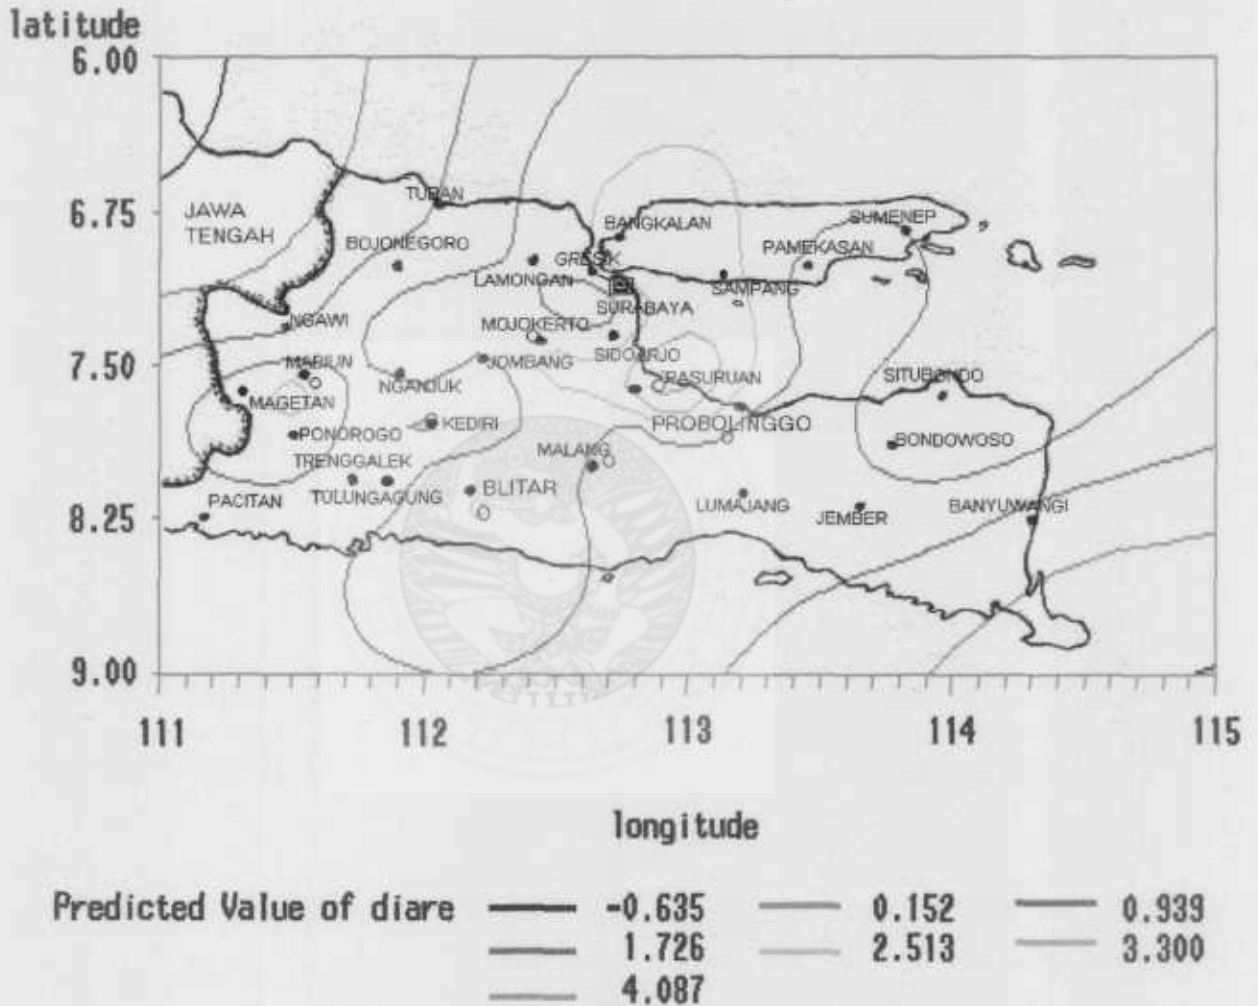 latitude
6.00
6.75
7.50
8.25
9.00
TUBAN
JAWA
TENGAH
BOJONEGORO
BANGKALAN
SUMENEP
PAMEKASAN
GRESIK
LAMONGAN
SAMPANG
SURABAYA
NGAWI
MOJOKERTO
SIDOARJO
MADIUN
JOMBANG
NGANJUK
PASURUAN
SITUBONDO
MAGETAN
PONOROGO
KEDIRI
PROBOLINGGO
BONDOWOSO
TRENGGALEK
MALANG
TULUNGAGUNG
BLITAR
PACITAN
LUMAJANG
JEMBER
BANYUWANGI
111 112 113 114 115
longitude
Predicted Value of diare -0.635 0.152 0.939
1.726 2.513 3.300
4.087